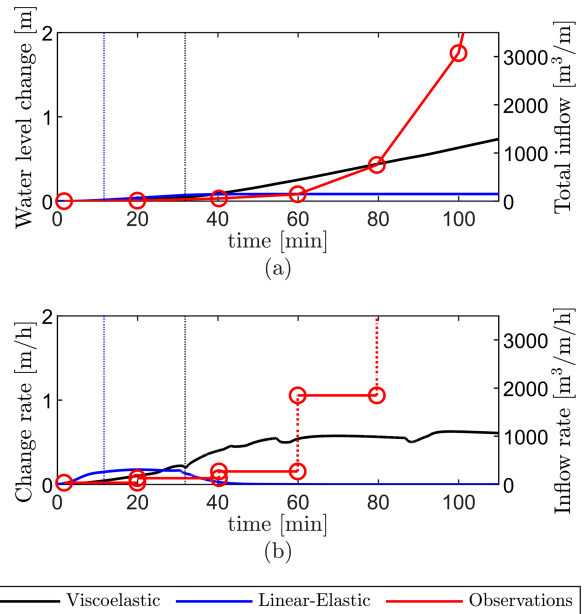 Water level change [m]
2
1
0
0 20 40 60 80 100
time [min]
3000
2000
1000
0
Total inflow [m³/m]
(a)
Change rate [m/h]
2
1
0
0 20 40 60 80 100
time [min]
3000
2000
1000
0
Inflow rate [m³/m/h]
(b)
Viscoelastic Linear-Elastic Observations